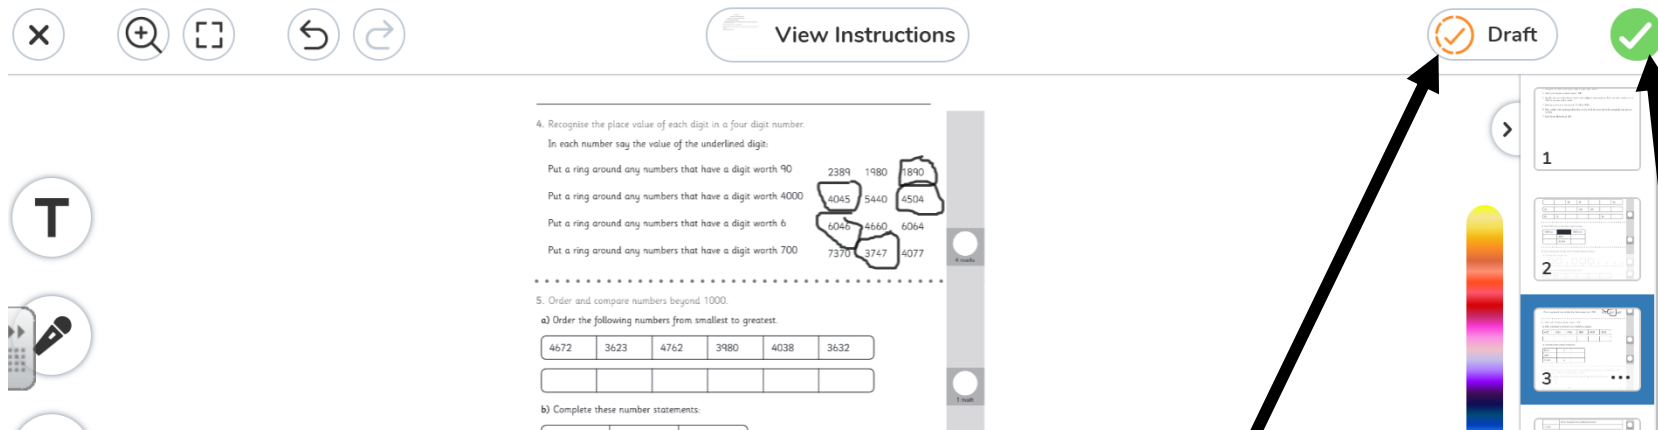 View Instructions
Draft
4. Recognise the place value of each digit in a four digit number.
In each number say the value of the underlined digit:
Put a ring around any numbers that have a digit worth 90 2389 1980 1890
Put a ring around any numbers that have a digit worth 4000 4045 5440 4504
Put a ring around any numbers that have a digit worth 6 6046 4660 6064
Put a ring around any numbers that have a digit worth 700 7370 3747 4077
4 marks
5. Order and compare numbers beyond 1000.
a) Order the following numbers from smallest to greatest.
4672 3623 4762 3980 4038 3632
1 mark
b) Complete these number statements:
T
1
2
3